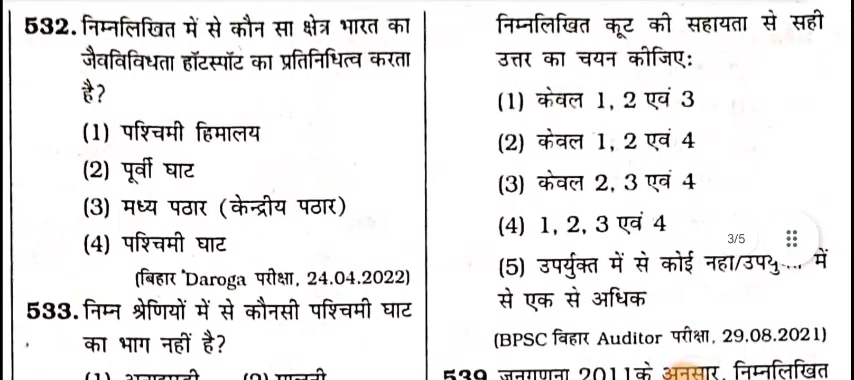 532. निम्नलिखित में से कौन सा क्षेत्र भारत का
जैवविविधता हॉटस्पॉट का प्रतिनिधित्व करता
है?
(1) पश्चिमी हिमालय
(2) पूर्वी घाट
(3) मध्य पठार (केन्द्रीय पठार)
(4) पश्चिमी घाट
(बिहार Daroga परीक्षा, 24.04.2022)
533. निम्न श्रेणियों में से कौनसी पश्चिमी घाट
का भाग नहीं है?
निम्नलिखित कूट की सहायता से सही
उत्तर का चयन कीजिए:
(1) केवल 1, 2 एवं 3
(2) केवल 1, 2 एवं 4
(3) केवल 2, 3 एवं 4
(4) 1, 2, 3 एवं 4
3/5
(5) उपर्युक्त में से कोई नहीं/उपर्यु... में
से एक से अधिक
(BPSC बिहार Auditor परीक्षा, 29.08.2021)
539. जनगणना 2011के अनुसार, निम्नलिखित